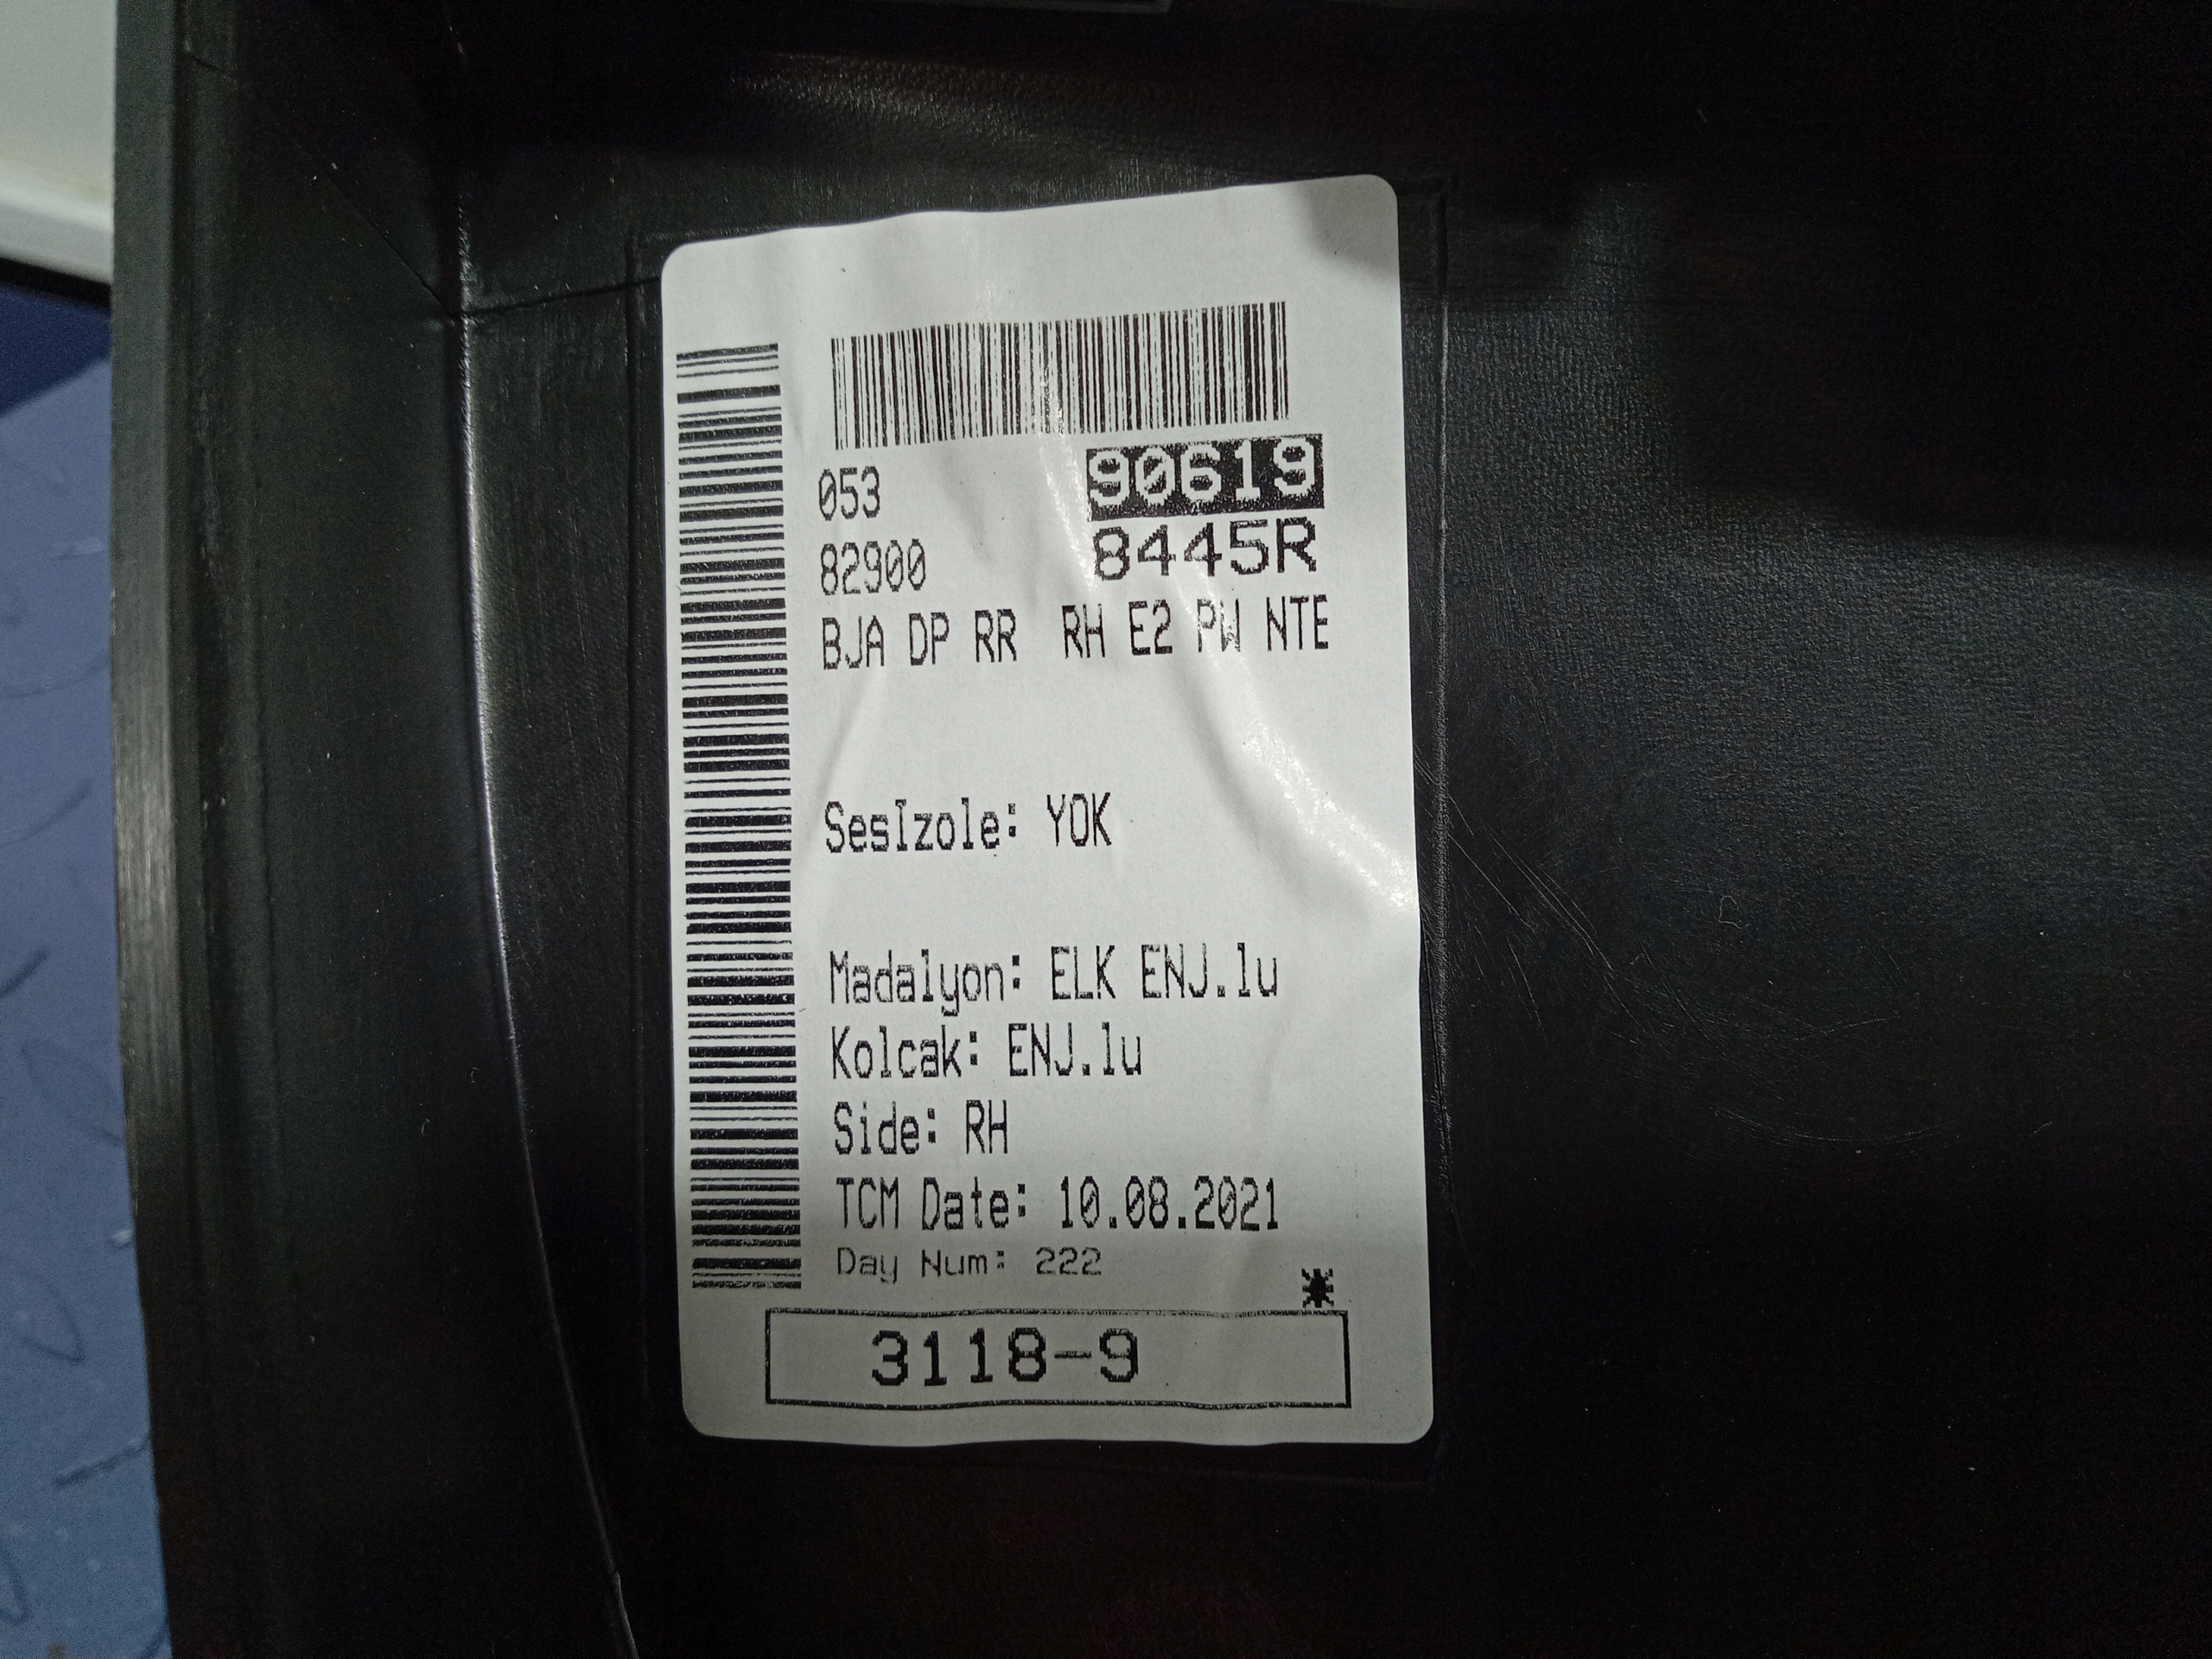 053 90619
82900 8445R
BJA DP RR RH E2 PW NTE
SesIzole: YOK
Madalyon: ELK ENJ.lu
Kolcak: ENJ.lu
Side: RH
TCM Date: 10.08.2021
Day Num: 222
*
3118-9